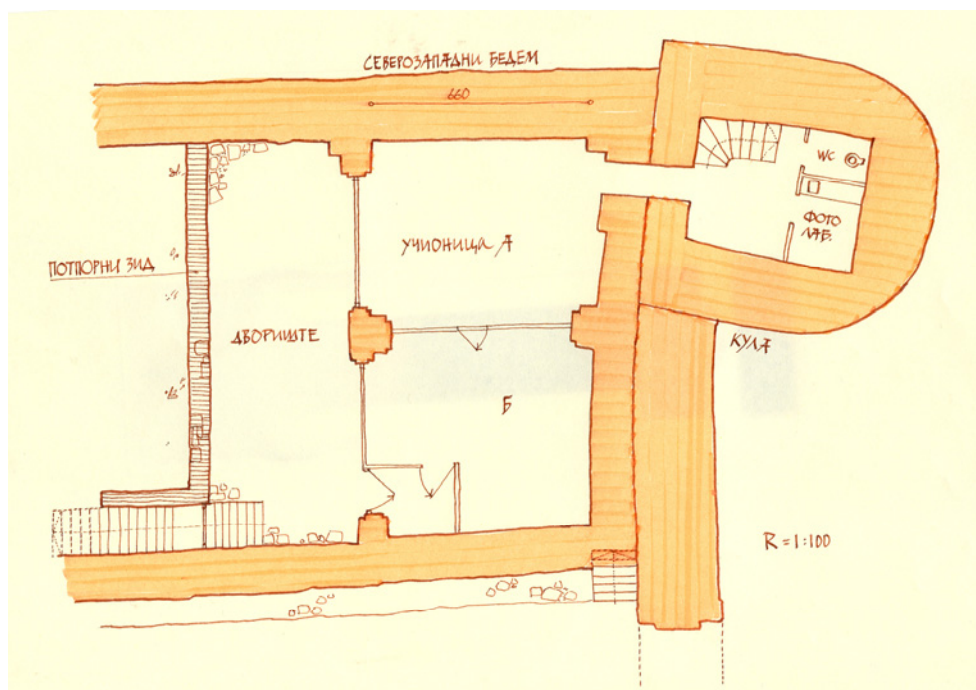 СЕВЕРОЗАПАДНИ БЕДЕМ
660
WC
ФОТО
ЛАБ.
УЧИОНИЦА А
ПОТПОРНИ ЗИД
ДВОРИШТЕ
КУЛА
Б
R = 1:100